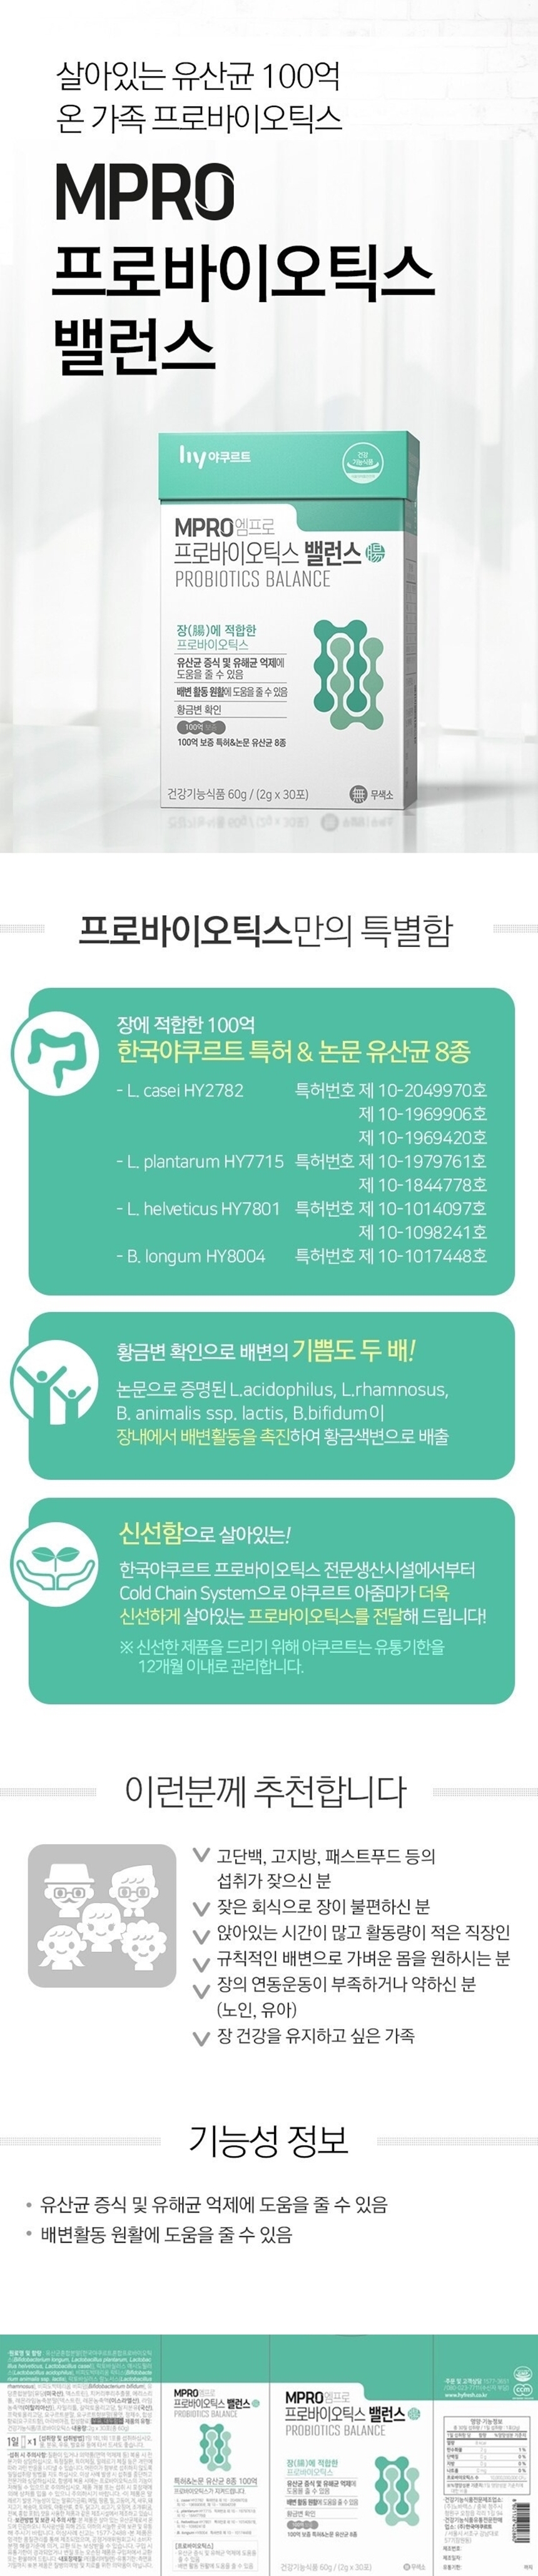 살아있는 유산균 100억
온 가족 프로바이오틱스
MPRO
프로바이오틱스
밸런스
hy야쿠르트
건강
기능식품
MPRO엠프로
프로바이오틱스 밸런스 腸
PROBIOTICS BALANCE
장(腸)에 적합한
프로바이오틱스
유산균 증식 및 유해균 억제에
도움을 줄 수 있음
배변 활동 원활에 도움을 줄 수 있음
황금변 확인
100억 보증
100억 보증 특허&논문 유산균 8종
건강기능식품 60g / (2g x 30포)
無 무색소
프로바이오틱스만의 특별함
장에 적합한 100억
한국야쿠르트 특허 & 논문 유산균 8종
- L. casei HY2782 특허번호 제 10-2049970호
제 10-1969906호
제 10-1969420호
- L. plantarum HY7715 특허번호 제 10-1979761호
제 10-1844778호
- L. helveticus HY7801 특허번호 제 10-1014097호
제 10-1098241호
- B. longum HY8004 특허번호 제 10-1017448호
황금변 확인으로 배변의 기쁨도 두 배!
논문으로 증명된 L.acidophilus, L.rhamnosus,
B. animalis ssp. lactis, B.bifidum이
장내에서 배변활동을 촉진하여 황금색변으로 배출
신선함으로 살아있는!
한국야쿠르트 프로바이오틱스 전문생산시설에서부터
Cold Chain System으로 야쿠르트 아줌마가 더욱
신선하게 살아있는 프로바이오틱스를 전달해 드립니다!
※ 신선한 제품을 드리기 위해 야쿠르트는 유통기한을
12개월 이내로 관리합니다.
이런분께 추천합니다
고단백, 고지방, 패스트푸드 등의
섭취가 잦으신 분
잦은 회식으로 장이 불편하신 분
앉아있는 시간이 많고 활동량이 적은 직장인
규칙적인 배변으로 가벼운 몸을 원하시는 분
장의 연동운동이 부족하거나 약하신 분
(노인, 유아)
장 건강을 유지하고 싶은 가족
기능성 정보
• 유산균 증식 및 유해균 억제에 도움을 줄 수 있음
• 배변활동 원활에 도움을 줄 수 있음
MPRO엠프로
프로바이오틱스 밸런스
PROBIOTICS BALANCE
특허&논문 유산균 8종 100억
프로바이오틱스가 지켜드립니다.
[프로바이오틱스]
MPRO엠프로
프로바이오틱스 밸런스
PROBIOTICS BALANCE
장(腸)에 적합한
프로바이오틱스
유산균 증식 및 유해균 억제에
도움을 줄 수 있음
배변 활동 원활에 도움을 줄 수 있음
황금변 확인
100억 보증 특허&논문 유산균 8종
건강기능식품 60g / (2g x 30포)
무색소
www.hyfresh.co.kr
영양·기능정보